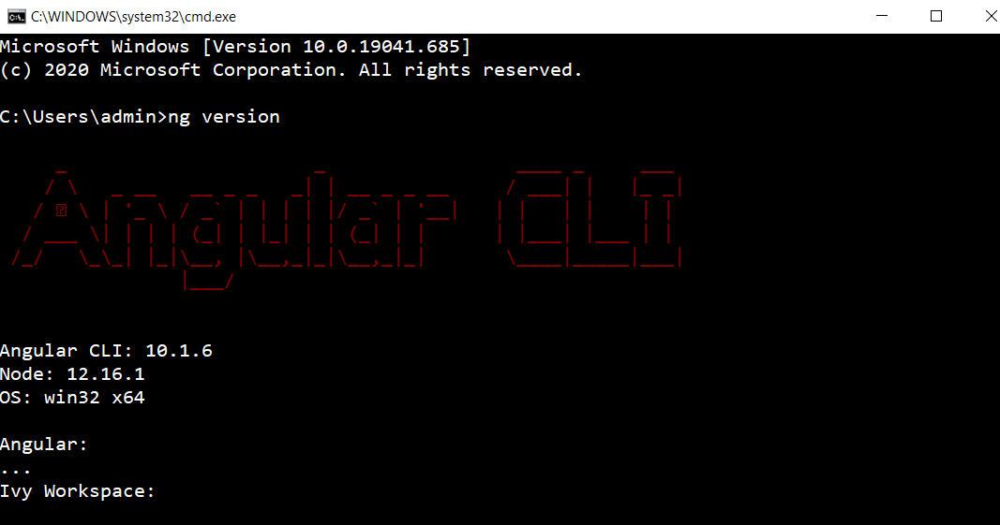 C:\WINDOWS\system32\cmd.exe
Microsoft Windows [Version 10.0.19041.685]
(c) 2020 Microsoft Corporation. All rights reserved.
C:\Users\admin>ng version
Angular CLI
Angular CLI: 10.1.6
Node: 12.16.1
OS: win32 x64
Angular:
...
Ivy Workspace: